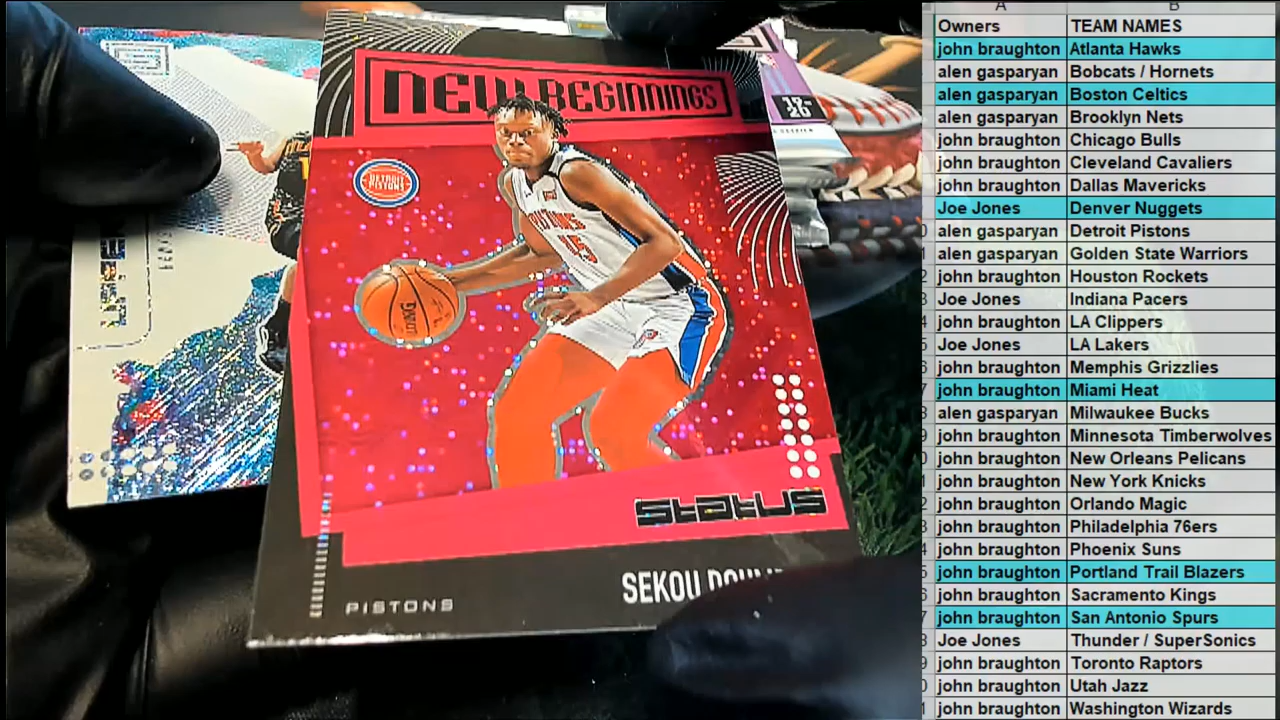 NEW BEGINNINGS
DETROIT PISTONS
19-20
PISTONS
15
status
SEKOU
PISTONS
A B
Owners TEAM NAMES
john braughton Atlanta Hawks
alen gasparyan Bobcats / Hornets
alen gasparyan Boston Celtics
alen gasparyan Brooklyn Nets
john braughton Chicago Bulls
john braughton Cleveland Cavaliers
john braughton Dallas Mavericks
Joe Jones Denver Nuggets
alen gasparyan Detroit Pistons
alen gasparyan Golden State Warriors
john braughton Houston Rockets
Joe Jones Indiana Pacers
john braughton LA Clippers
Joe Jones LA Lakers
john braughton Memphis Grizzlies
john braughton Miami Heat
alen gasparyan Milwaukee Bucks
john braughton Minnesota Timberwolves
john braughton New Orleans Pelicans
john braughton New York Knicks
john braughton Orlando Magic
john braughton Philadelphia 76ers
john braughton Phoenix Suns
john braughton Portland Trail Blazers
john braughton Sacramento Kings
john braughton San Antonio Spurs
Joe Jones Thunder / SuperSonics
john braughton Toronto Raptors
john braughton Utah Jazz
john braughton Washington Wizards